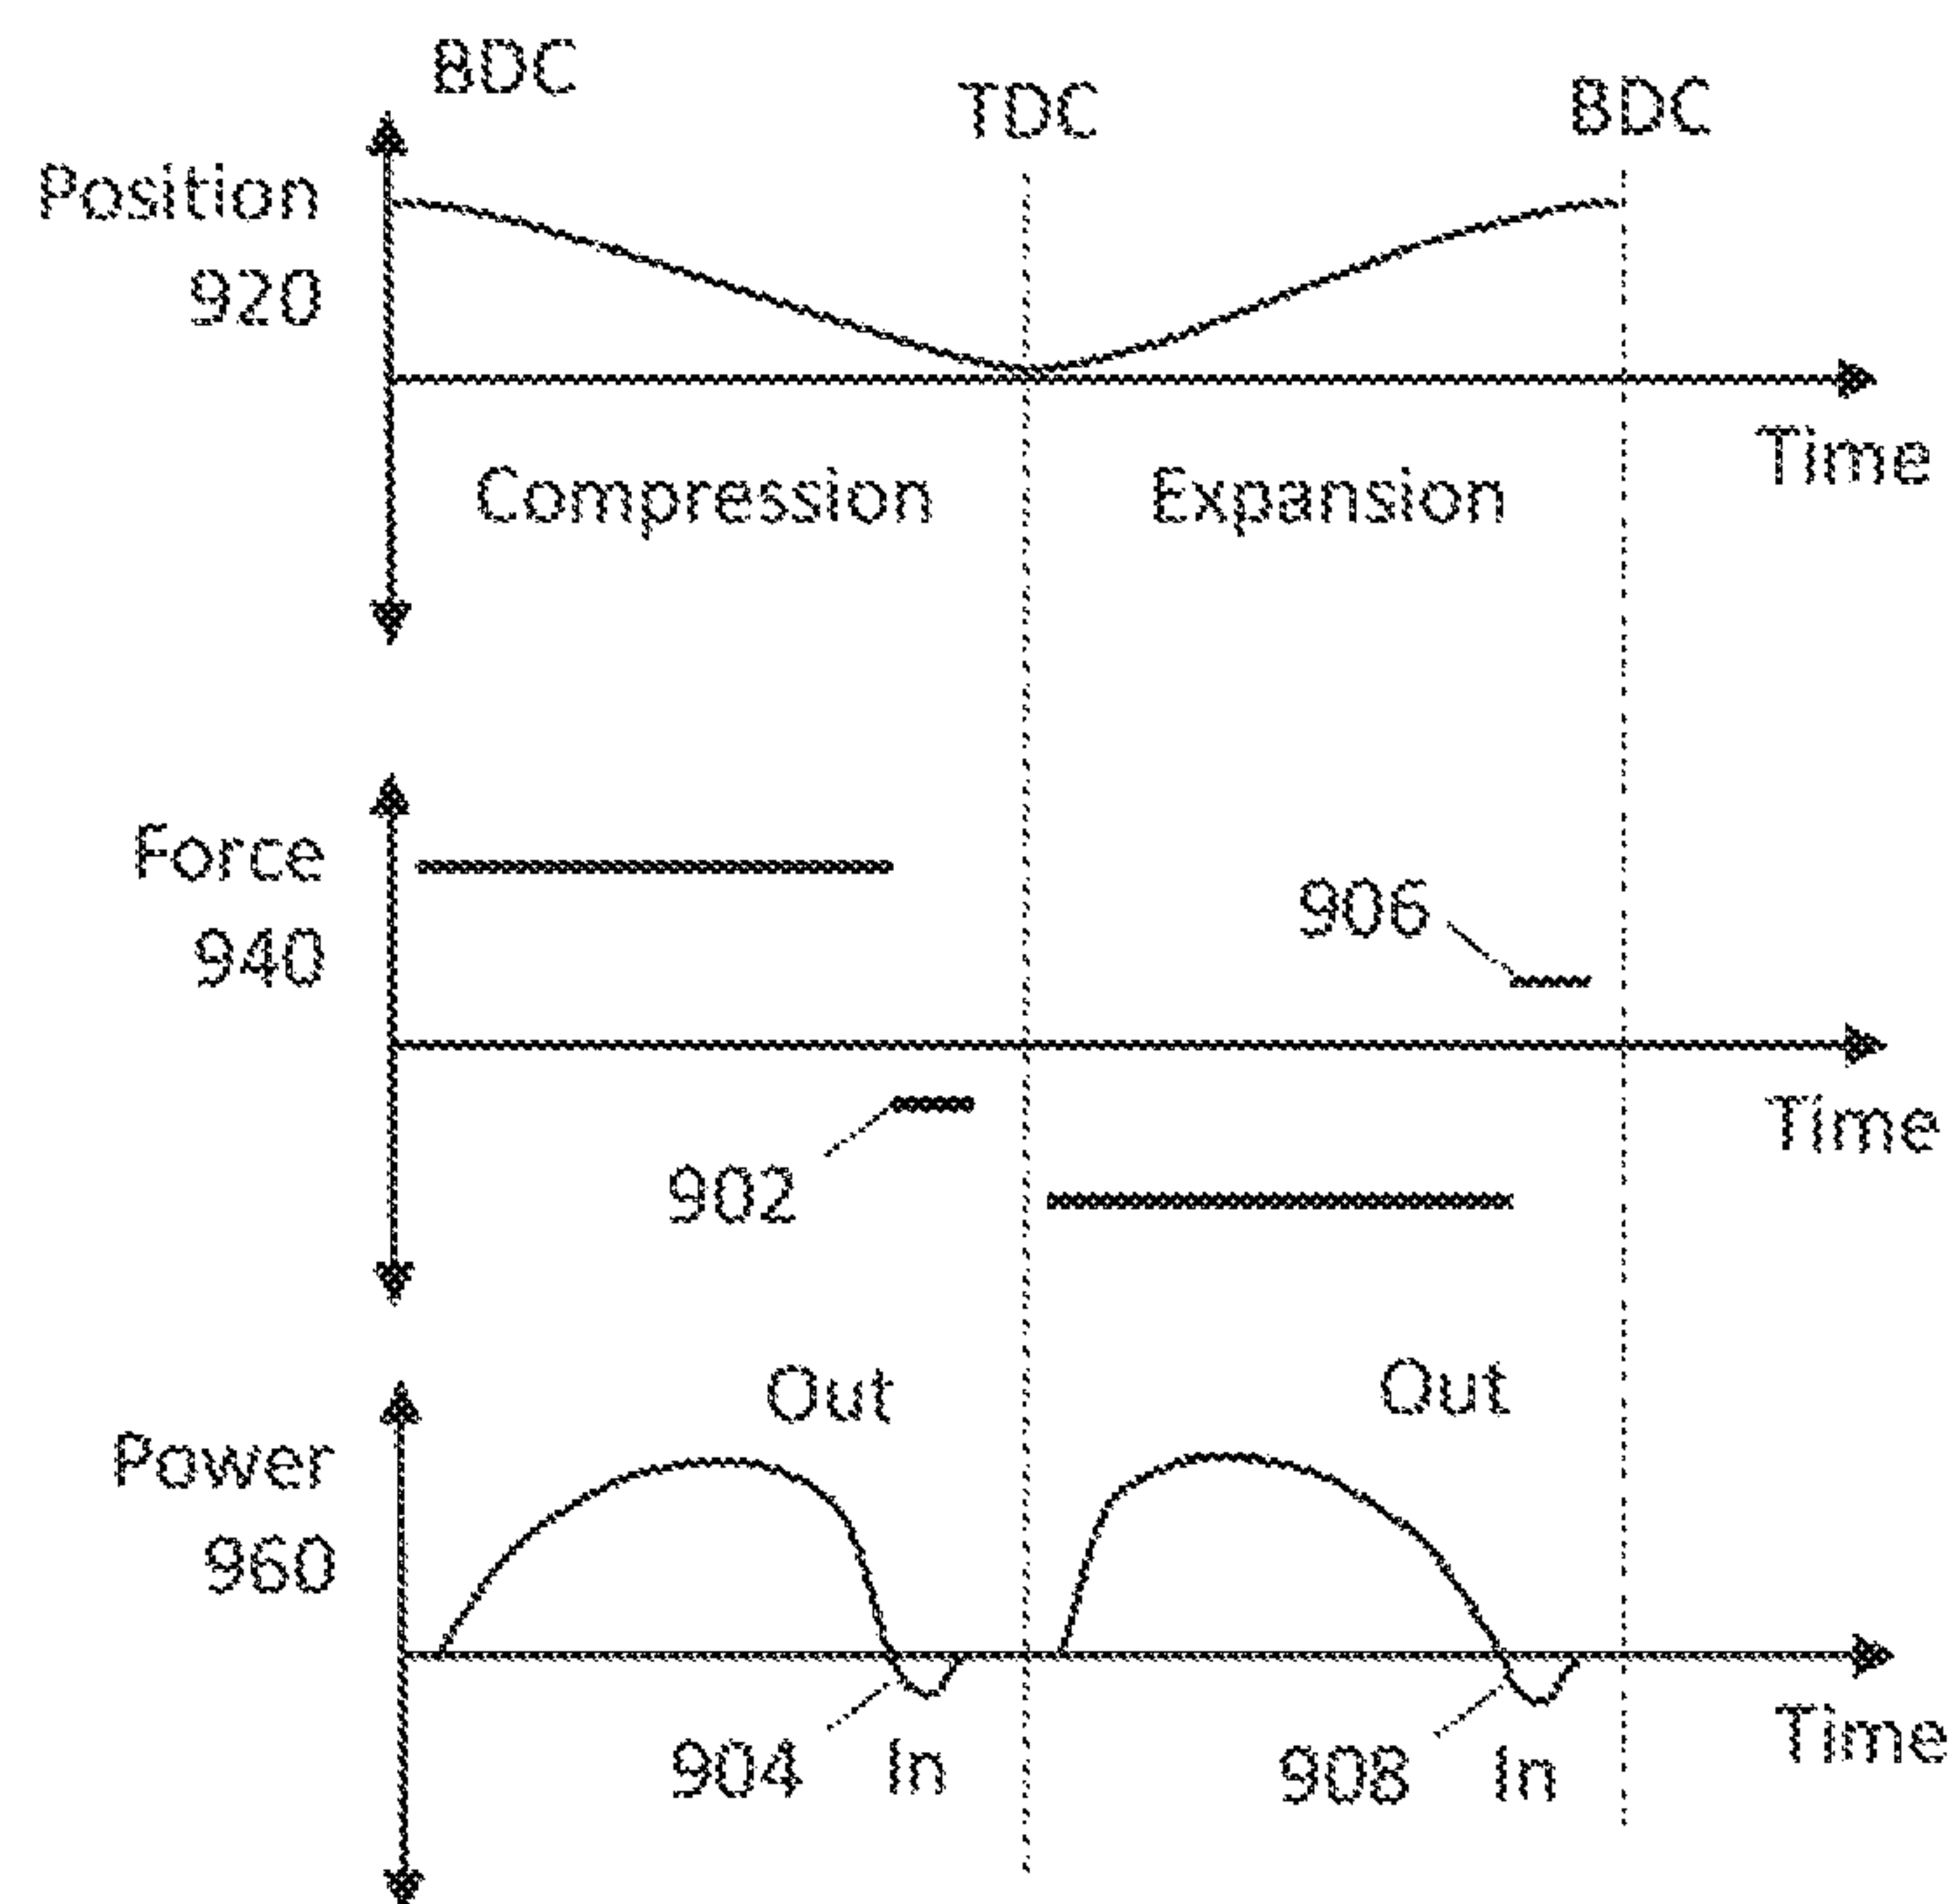 BDC
TDC
BDC
Position
920
Time
Compression
Expansion
Force
940
906
Time
902
Out
Out
Power
960
Time
904
In
908
In